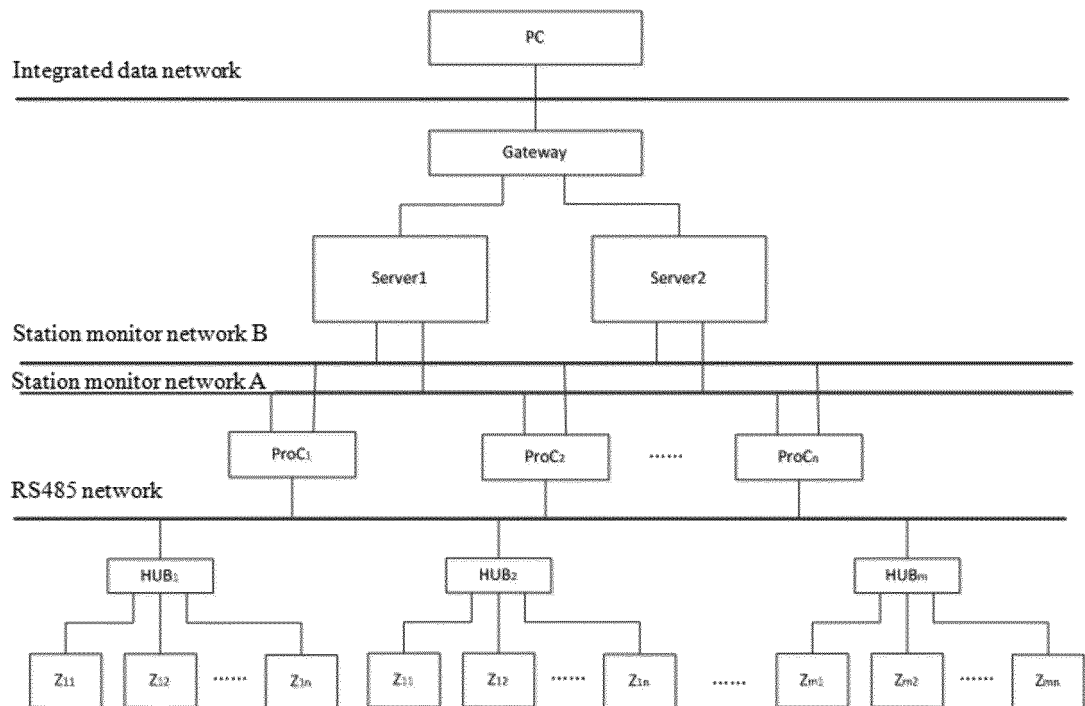 PC
Integrated data network
Gateway
Server1
Server2
Station monitor network B
Station monitor network A
ProC₁
ProC₂
......
ProCₙ
RS485 network
HUB₁
HUB₂
HUBₘ
Z₁₁
Z₁₂
......
Z₁ₙ
Z₁₁
Z₁₂
......
Z₁ₙ
......
Zₘ₁
Zₘ₂
......
Zₘₙ